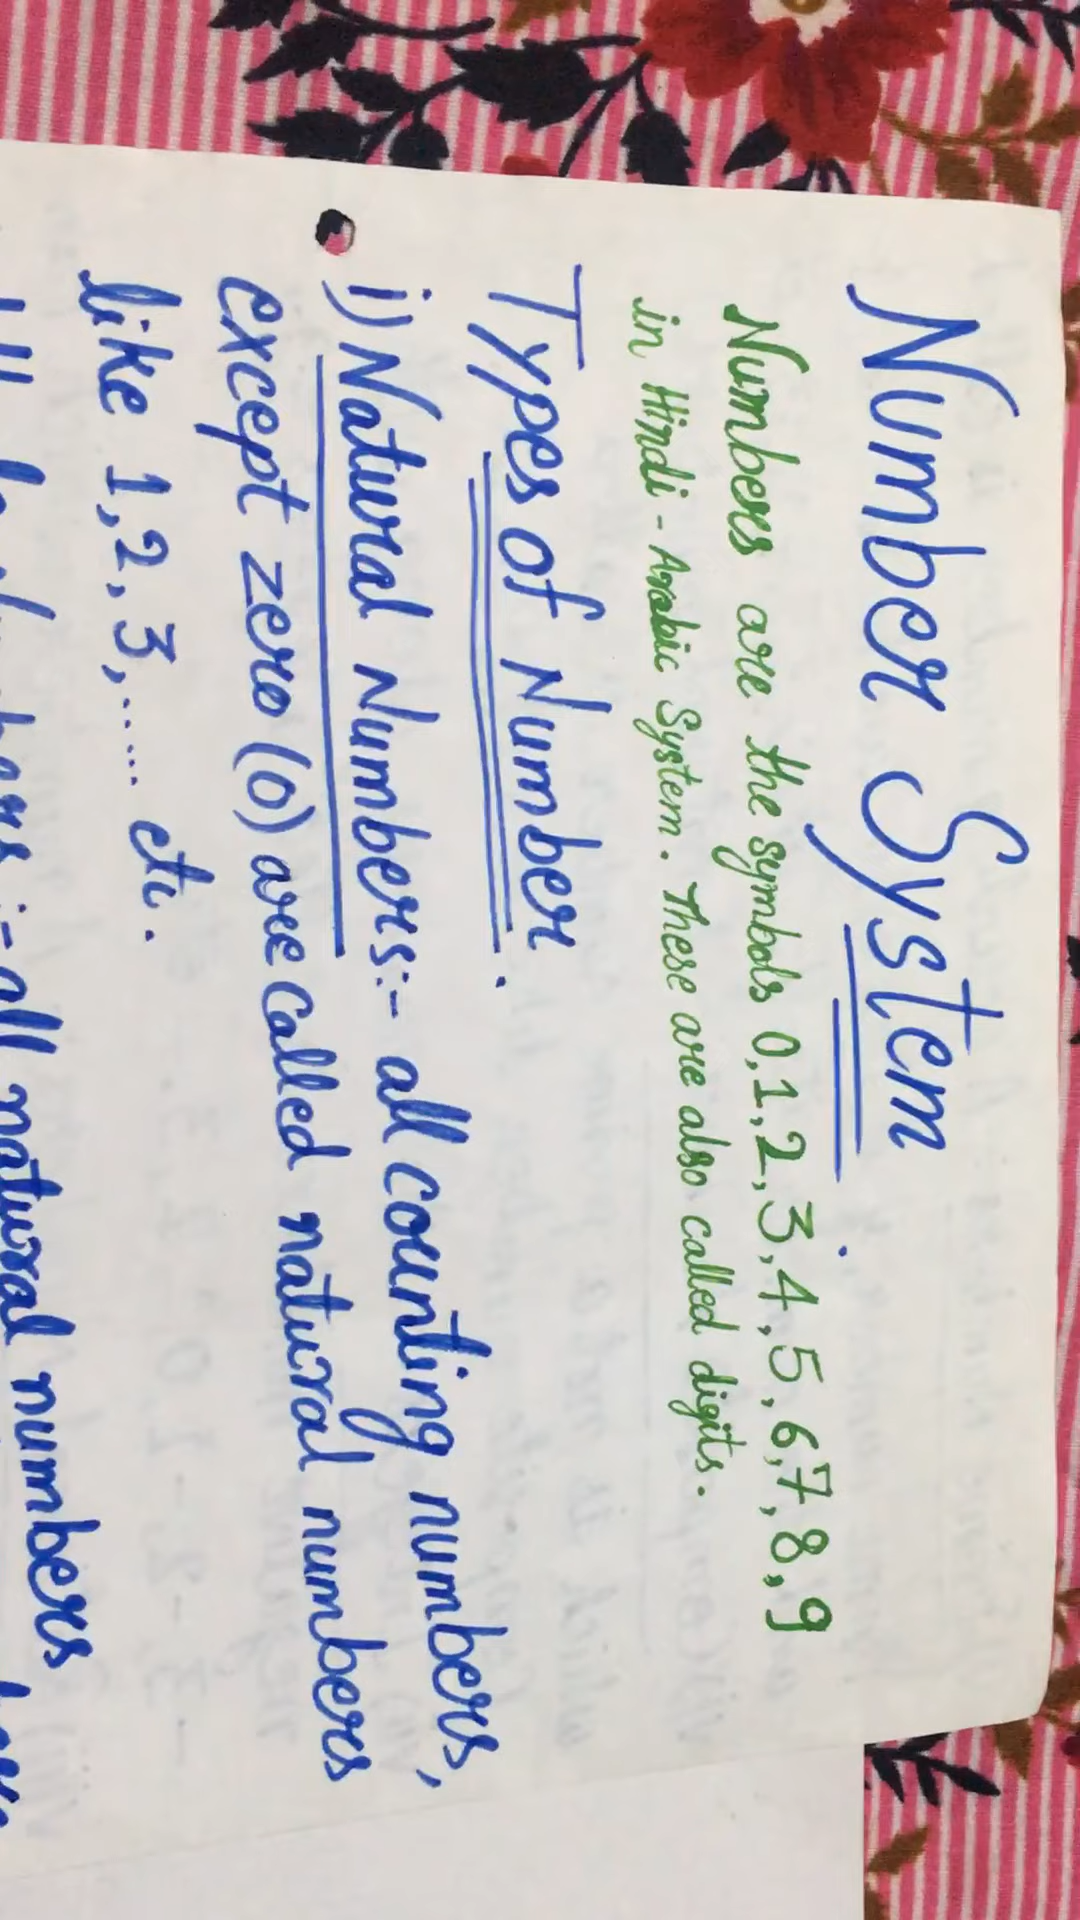 Number System
Numbers are the symbols 0,1,2,3,4,5,6,7,8,9
in Hindi - Arabic System. These are also called digits.
Types of Number
i) Natural Numbers:- all counting numbers,
except zero (0) are called natural numbers
like 1,2,3,..... etc.
:- all natural numbers